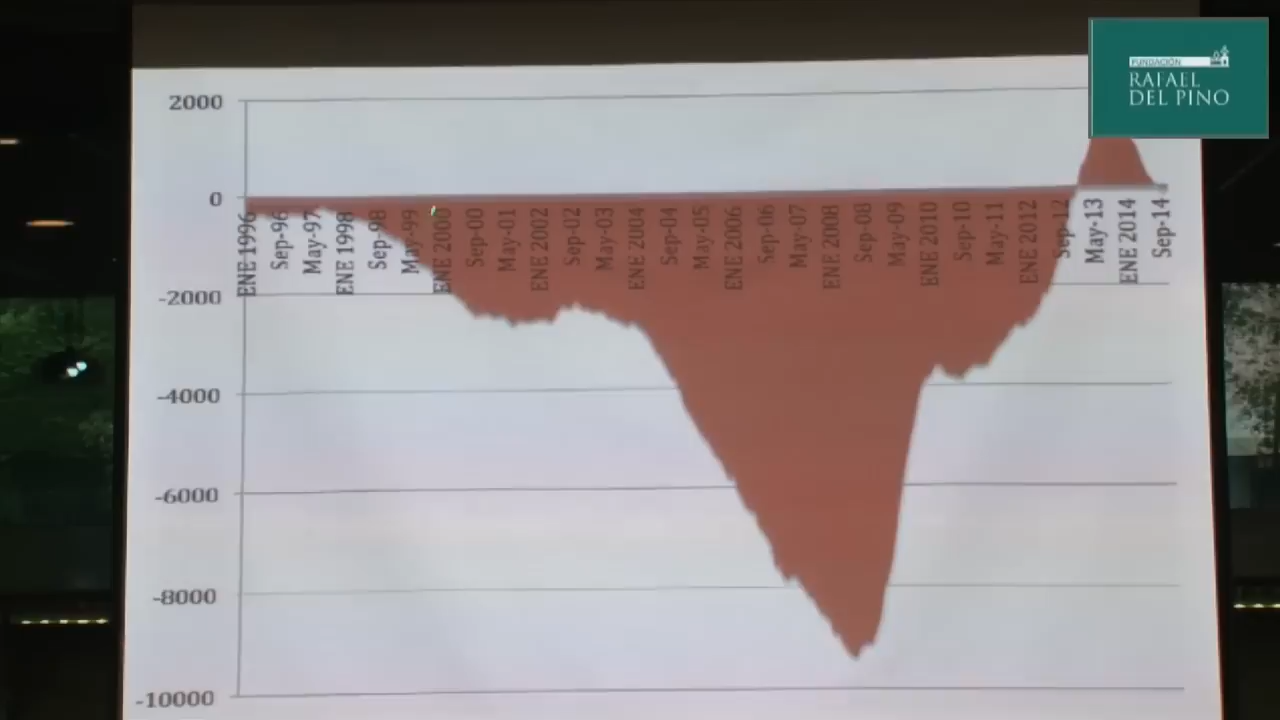 FUNDACIÓN
RAFAEL
DEL PINO
2000
0
-2000
-4000
-6000
-8000
-10000
ENE 1996
Sep-96
May-97
ENE 1998
Sep-98
May-99
ENE 2000
Sep-00
May-01
ENE 2002
Sep-02
May-03
ENE 2004
Sep-04
May-05
ENE 2006
Sep-06
May-07
ENE 2008
Sep-08
May-09
ENE 2010
Sep-10
May-11
ENE 2012
Sep-12
May-13
ENE 2014
Sep-14